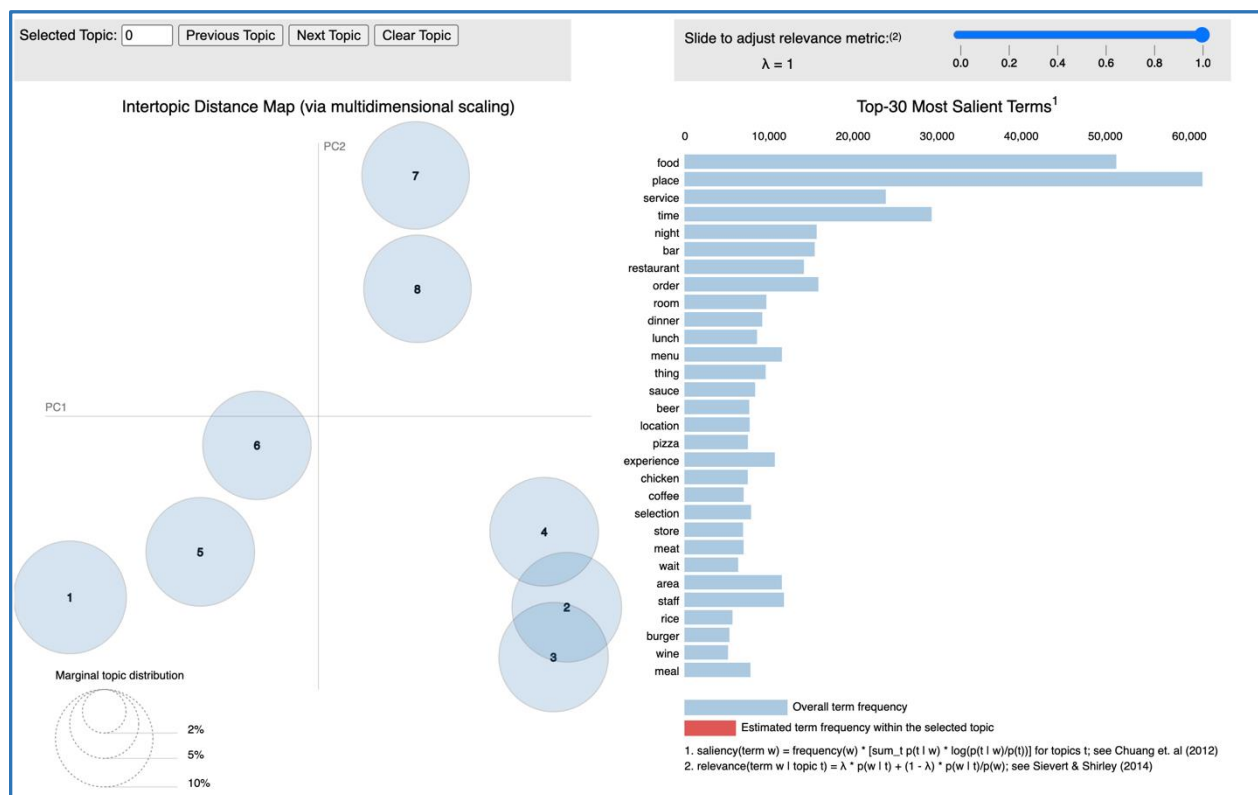 Selected Topic: 0 Previous Topic Next Topic Clear Topic
Slide to adjust relevance metric:(2)
λ = 1
0.0 0.2 0.4 0.6 0.8 1.0
Intertopic Distance Map (via multidimensional scaling)
PC2
PC1
7
8
6
5
1
4
2
3
Marginal topic distribution
2%
5%
10%
Top-30 Most Salient Terms1
0 10,000 20,000 30,000 40,000 50,000 60,000
food
place
service
time
night
bar
restaurant
order
room
dinner
lunch
menu
thing
sauce
beer
location
pizza
experience
chicken
coffee
selection
store
meat
wait
area
staff
rice
burger
wine
meal
Overall term frequency
Estimated term frequency within the selected topic
1. saliency(term w) = frequency(w) * [sum_t p(t | w) * log(p(t | w)/p(t))] for topics t; see Chuang et. al (2012)
2. relevance(term w | topic t) = λ * p(w | t) + (1 - λ) * p(w | t)/p(w); see Sievert & Shirley (2014)